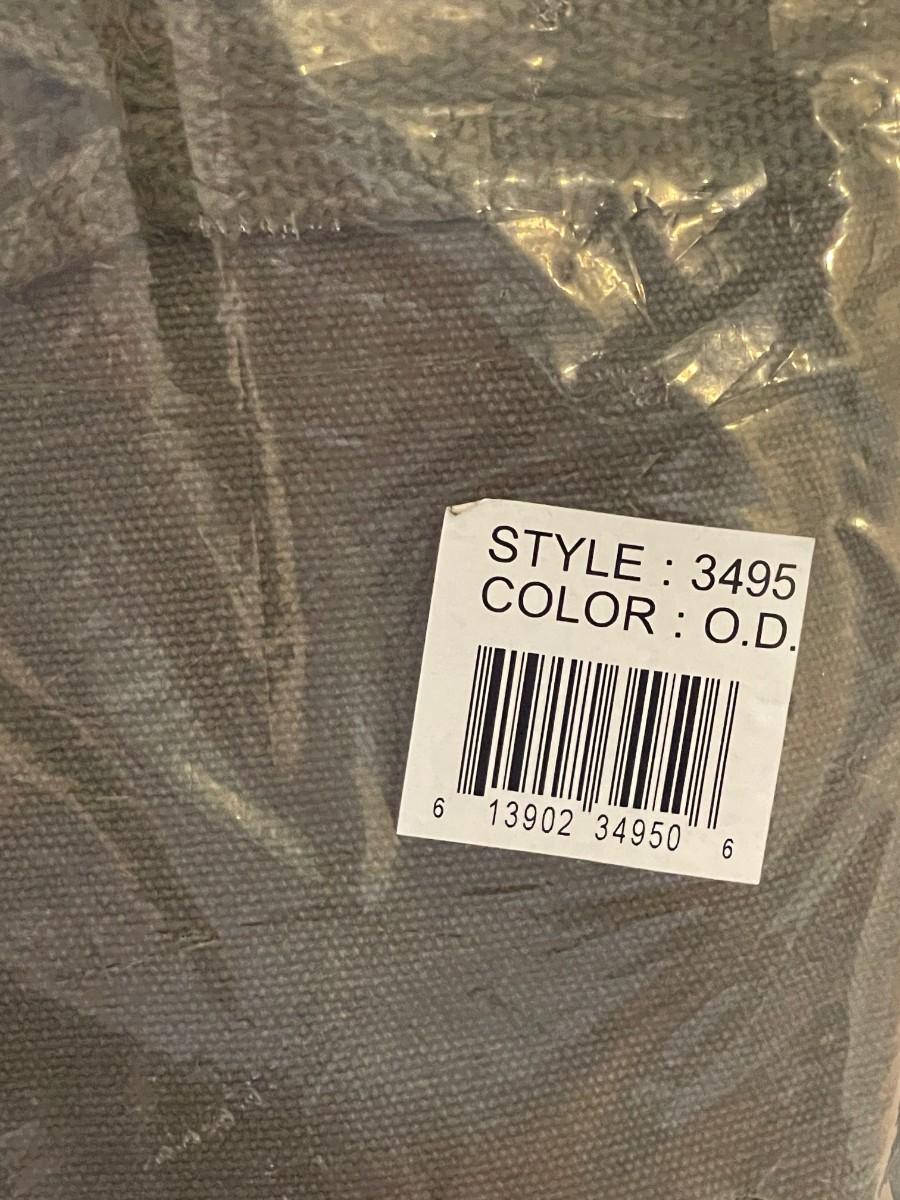 STYLE : 3495
COLOR : O.D.
6 13902 34950 6